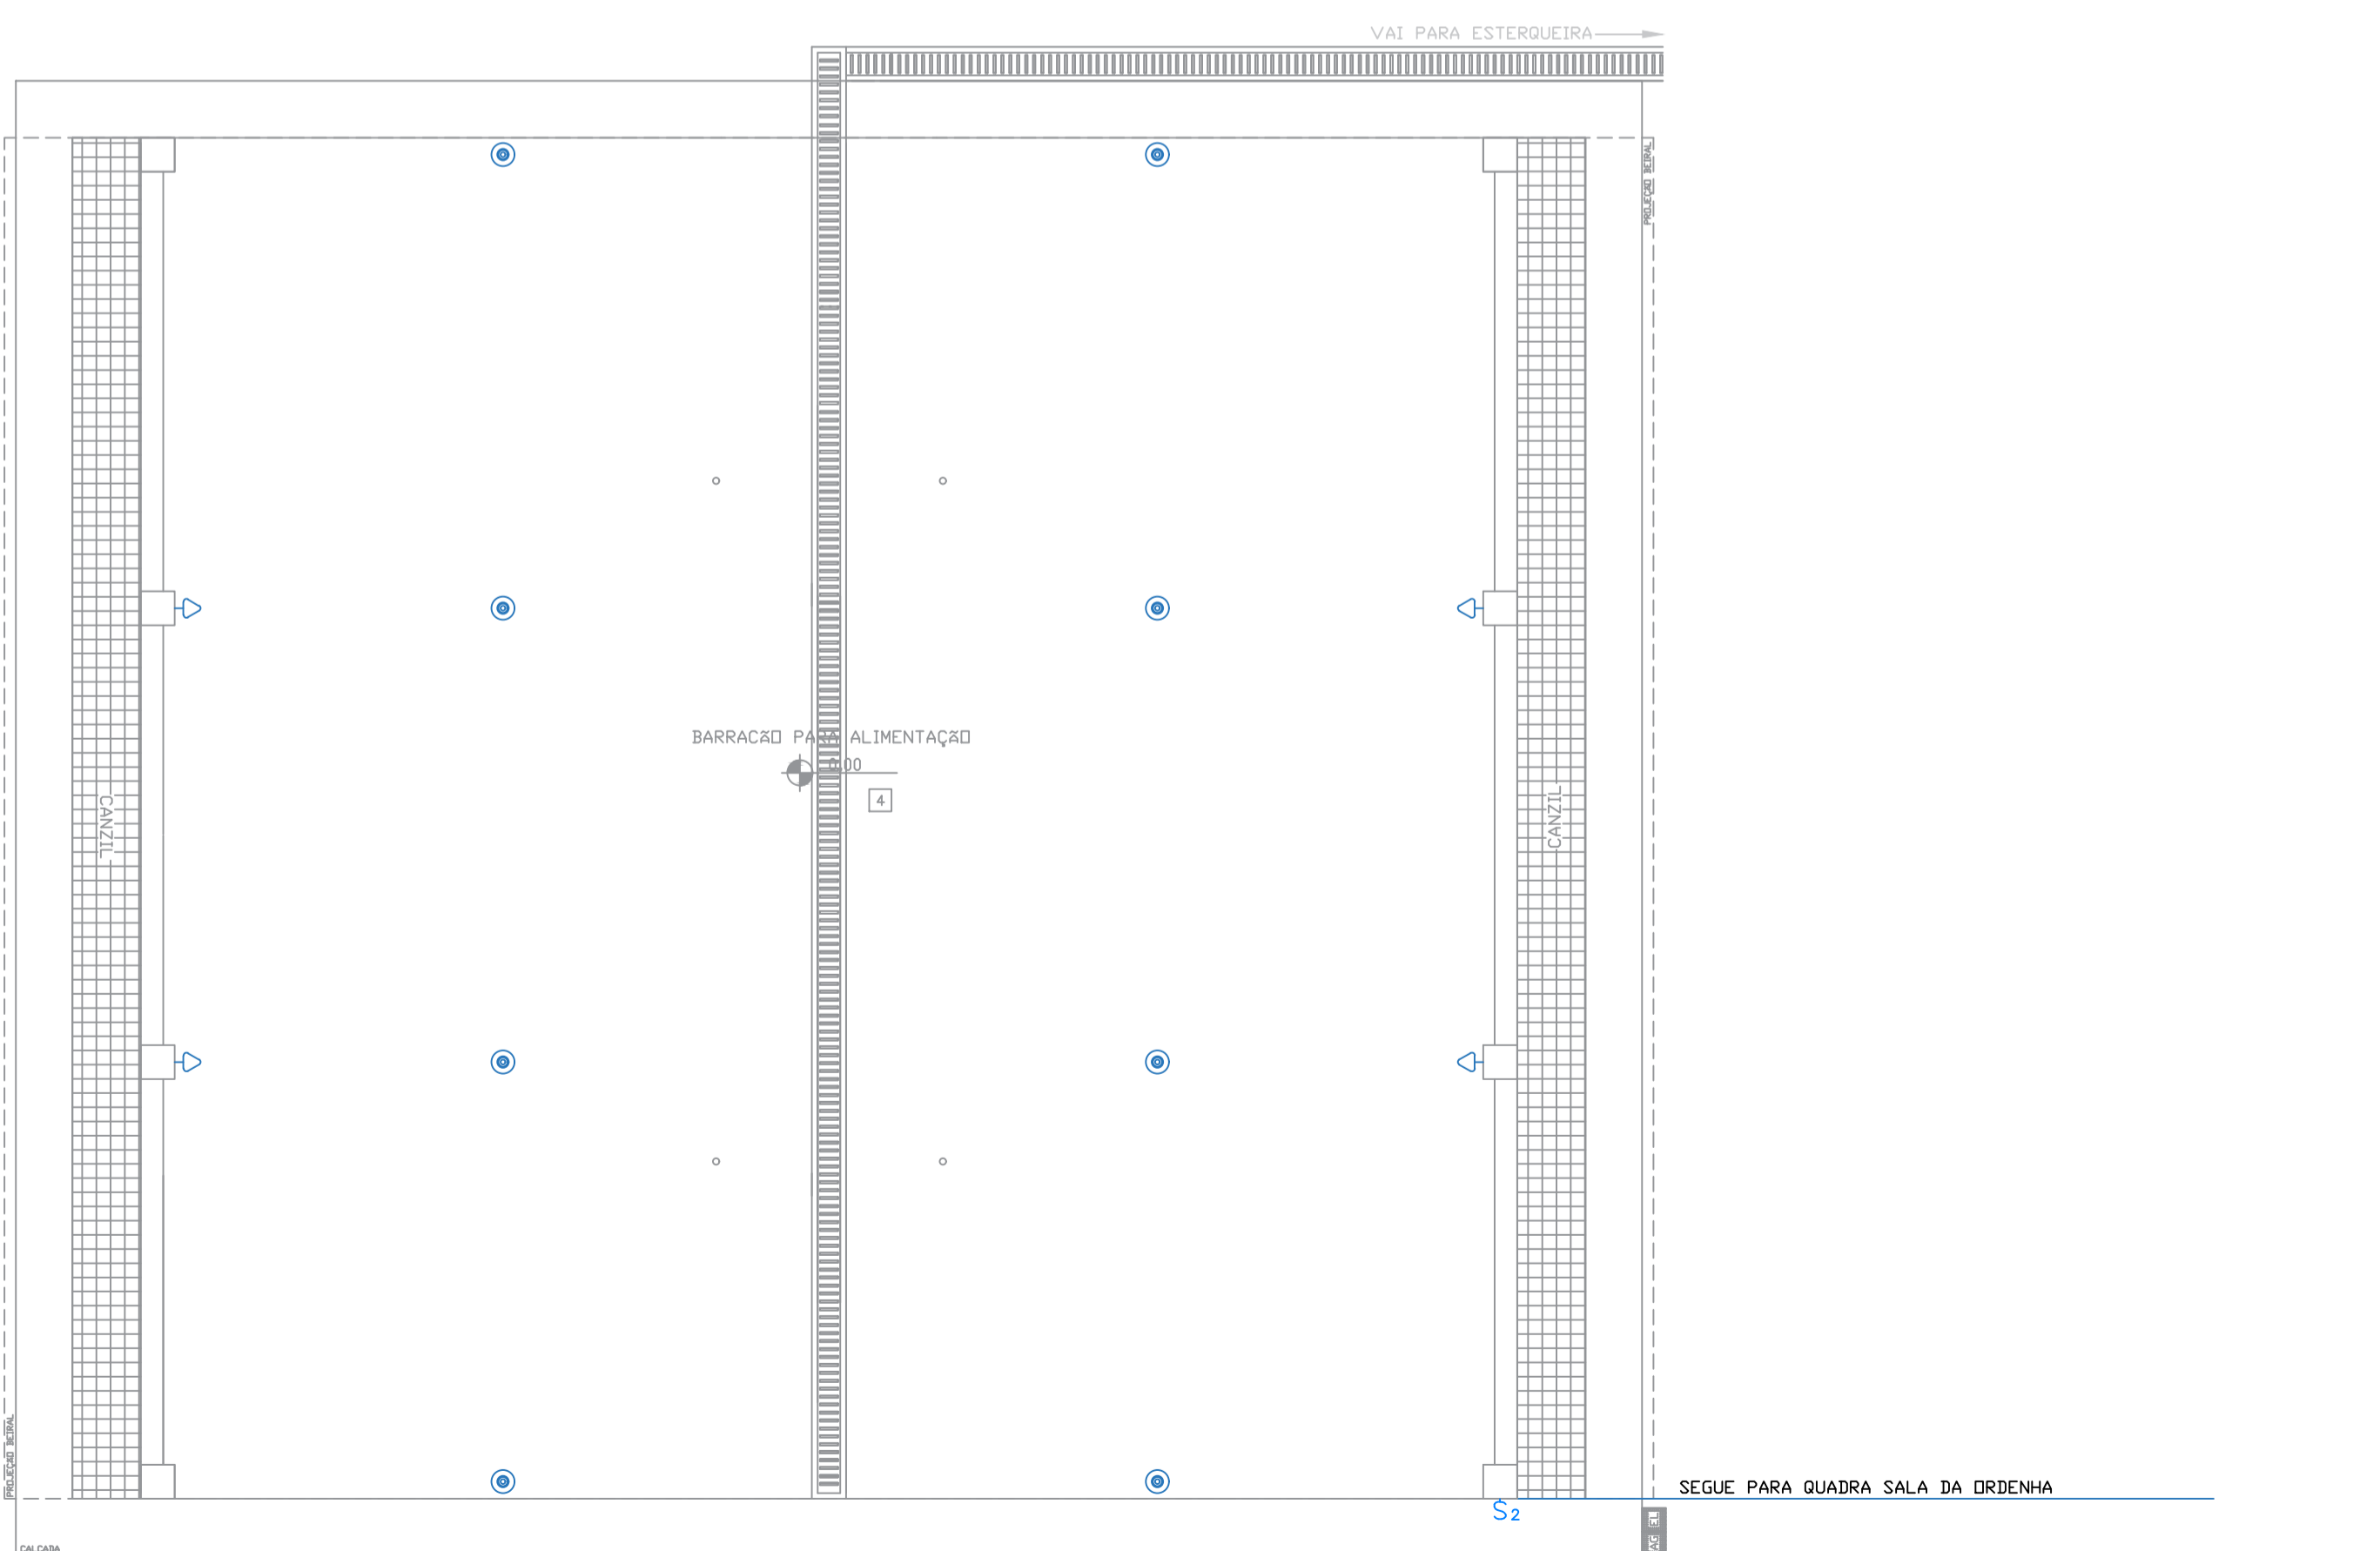 VAI PARA ESTERQUEIRA
PROJEÇÃO BEIRAL
BARRACÃO PARA ALIMENTAÇÃO
0.00
4
CANZIL
CANZIL
PROJEÇÃO BEIRAL
SEGUE PARA QUADRA SALA DA ORDENHA
S2
CALÇADA